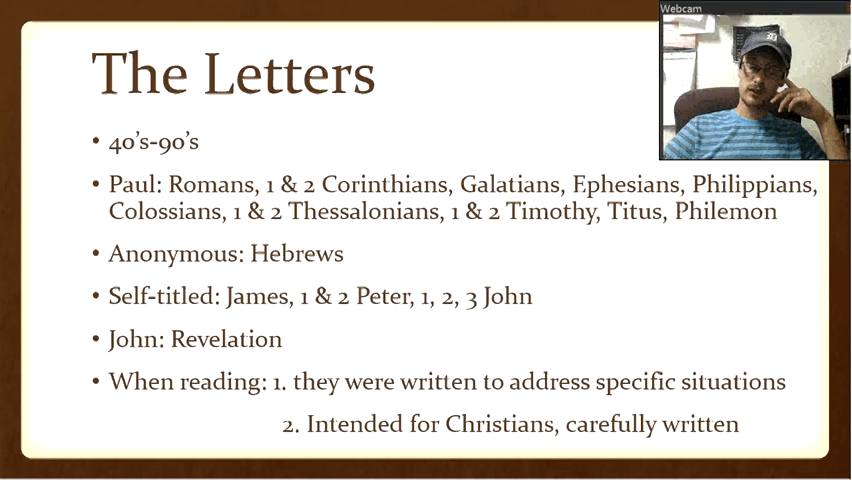 Webcam
The Letters
• 40's-90's
• Paul: Romans, 1 & 2 Corinthians, Galatians, Ephesians, Philippians,
Colossians, 1 & 2 Thessalonians, 1 & 2 Timothy, Titus, Philemon
• Anonymous: Hebrews
• Self-titled: James, 1 & 2 Peter, 1, 2, 3 John
• John: Revelation
• When reading: 1. they were written to address specific situations
2. Intended for Christians, carefully written